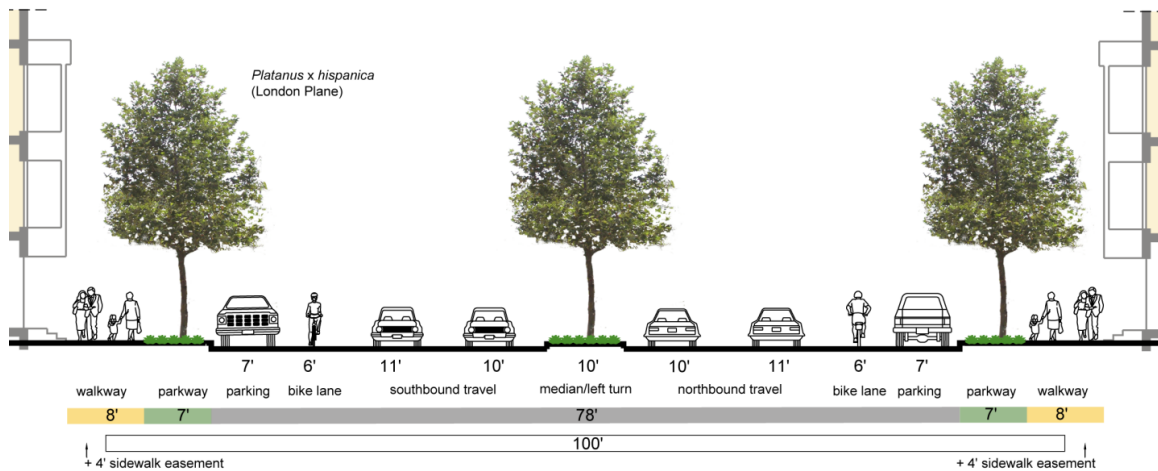 Platanus x hispanica
(London Plane)
7' 6' 11' 10' 10' 10' 11' 6' 7'
walkway parkway parking bike lane southbound travel median/left turn northbound travel bike lane parking parkway walkway
8' 7' 78' 7' 8'
100'
+ 4' sidewalk easement + 4' sidewalk easement